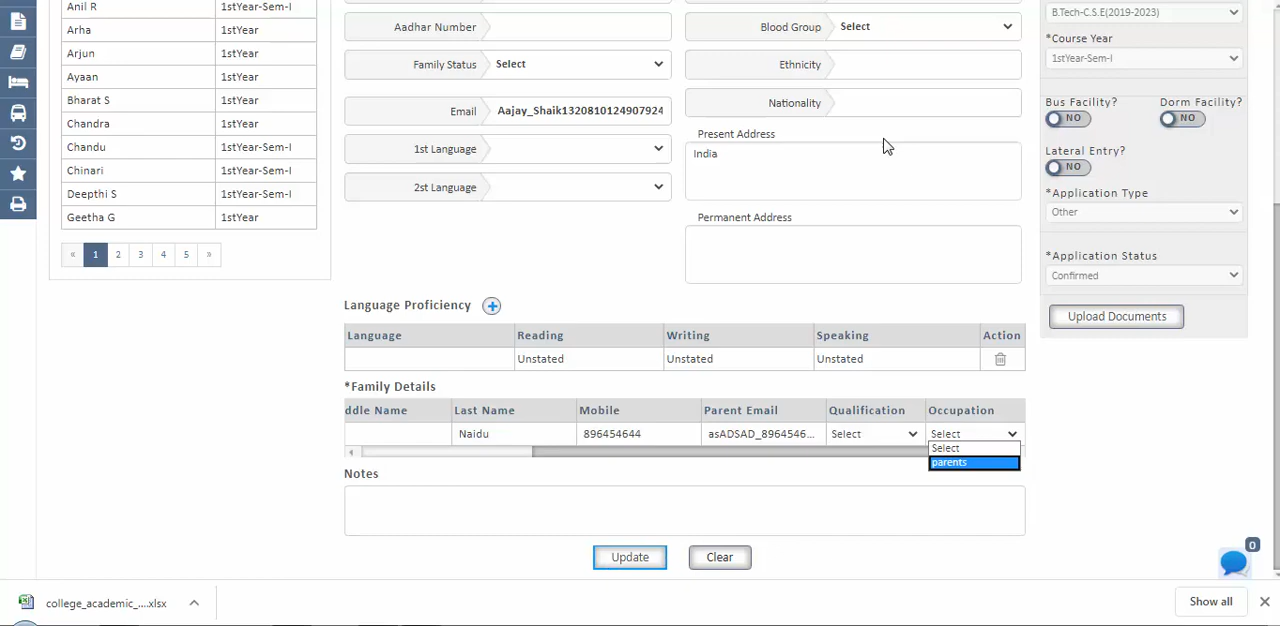 Anil R 1stYear-Sem-I
Arha 1stYear
Arjun 1stYear
Ayaan 1stYear
Bharat S 1stYear
Chandra 1stYear
Chandu 1stYear-Sem-I
Chinari 1stYear-Sem-I
Deepthi S 1stYear-Sem-I
Geetha G 1stYear
« 1 2 3 4 5 »
Aadhar Number
Family Status Select
Email Aajay_Shaik1320810124907924
1st Language
2st Language
Blood Group Select
Ethnicity
Nationality
Present Address
India
Permanent Address
Language Proficiency
Language Reading Writing Speaking Action
Unstated Unstated Unstated
*Family Details
ddle Name Last Name Mobile Parent Email Qualification Occupation
Naidu 896454644 asADSAD_8964546... Select Select
Select
parents
Notes
Update Clear
B.Tech-C.S.E(2019-2023)
*Course Year
1stYear-Sem-I
Bus Facility? Dorm Facility?
NO NO
Lateral Entry?
NO
*Application Type
Other
*Application Status
Confirmed
Upload Documents
0
college_academic_....xlsx
Show all